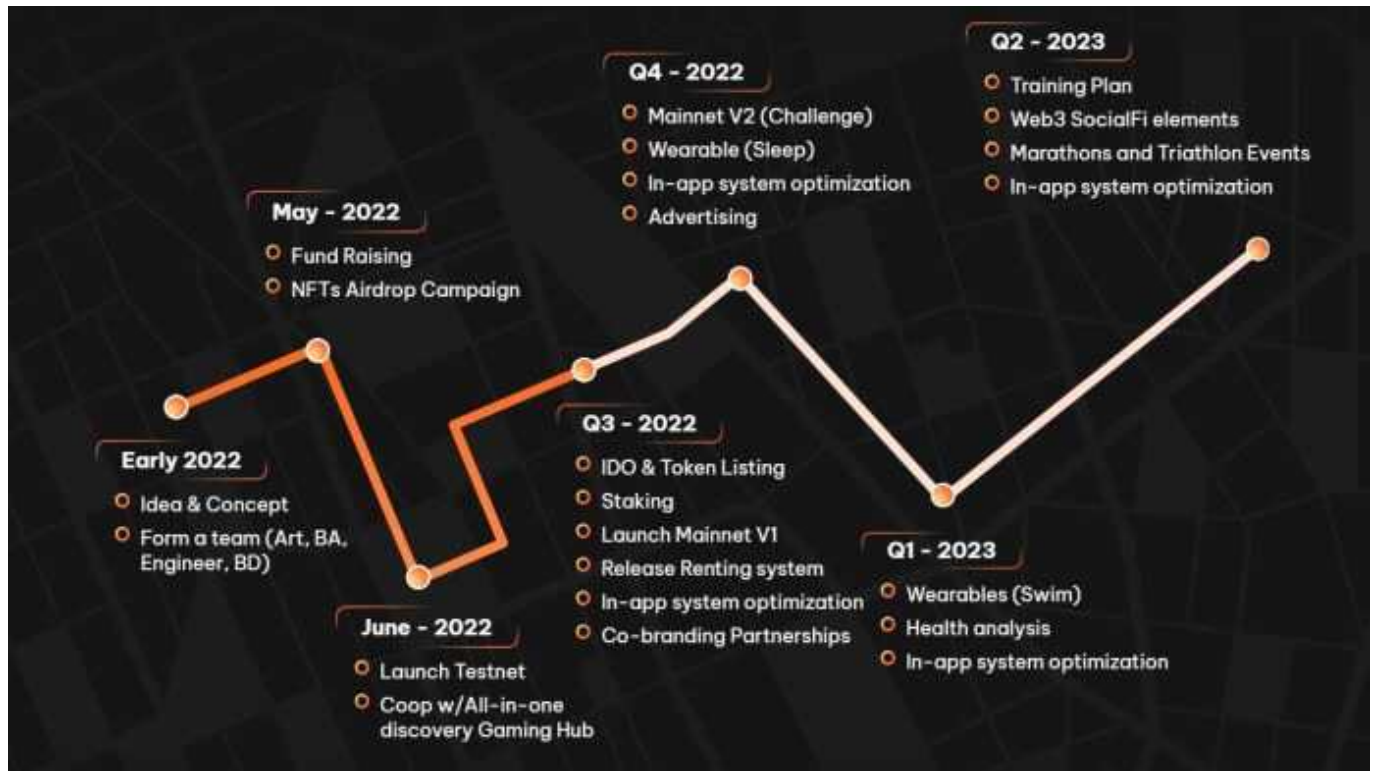 Early 2022
Idea & Concept
Form a team (Art, BA,
Engineer, BD)
May - 2022
Fund Raising
NFTs Airdrop Campaign
June - 2022
Launch Testnet
Coop w/All-in-one
discovery Gaming Hub
Q3 - 2022
IDO & Token Listing
Staking
Launch Mainnet V1
Release Renting system
In-app system optimization
Co-branding Partnerships
Q4 - 2022
Mainnet V2 (Challenge)
Wearable (Sleep)
In-app system optimization
Advertising
Q1 - 2023
Wearables (Swim)
Health analysis
In-app system optimization
Q2 - 2023
Training Plan
Web3 SocialFi elements
Marathons and Triathlon Events
In-app system optimization